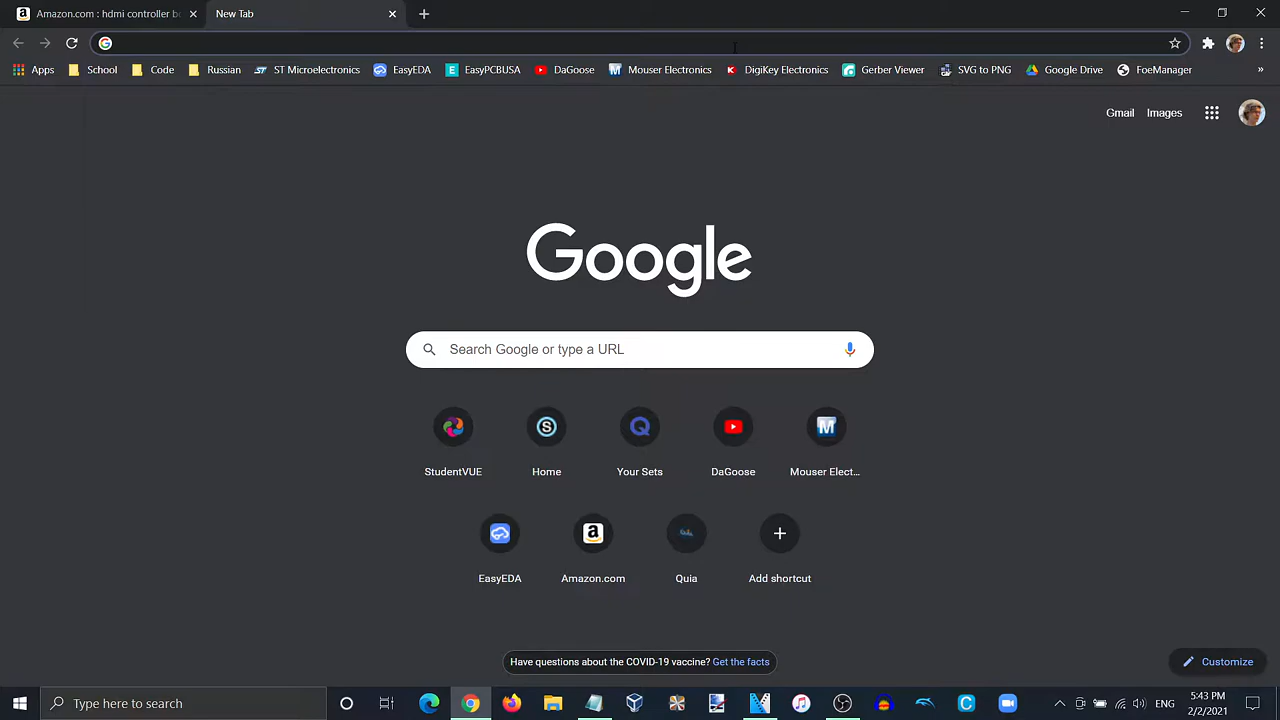 Amazon.com : hdmi controller bo
New Tab
Apps
School
Code
Russian
ST Microelectronics
EasyEDA
EasyPCBUSA
DaGoose
Mouser Electronics
DigiKey Electronics
Gerber Viewer
SVG to PNG
Google Drive
FoeManager
»
Gmail
Images
Google
Search Google or type a URL
StudentVUE
Home
Your Sets
DaGoose
Mouser Elect...
EasyEDA
Amazon.com
Quia
Add shortcut
Have questions about the COVID-19 vaccine? Get the facts
Customize
Type here to search
ENG
5:43 PM
2/2/2021